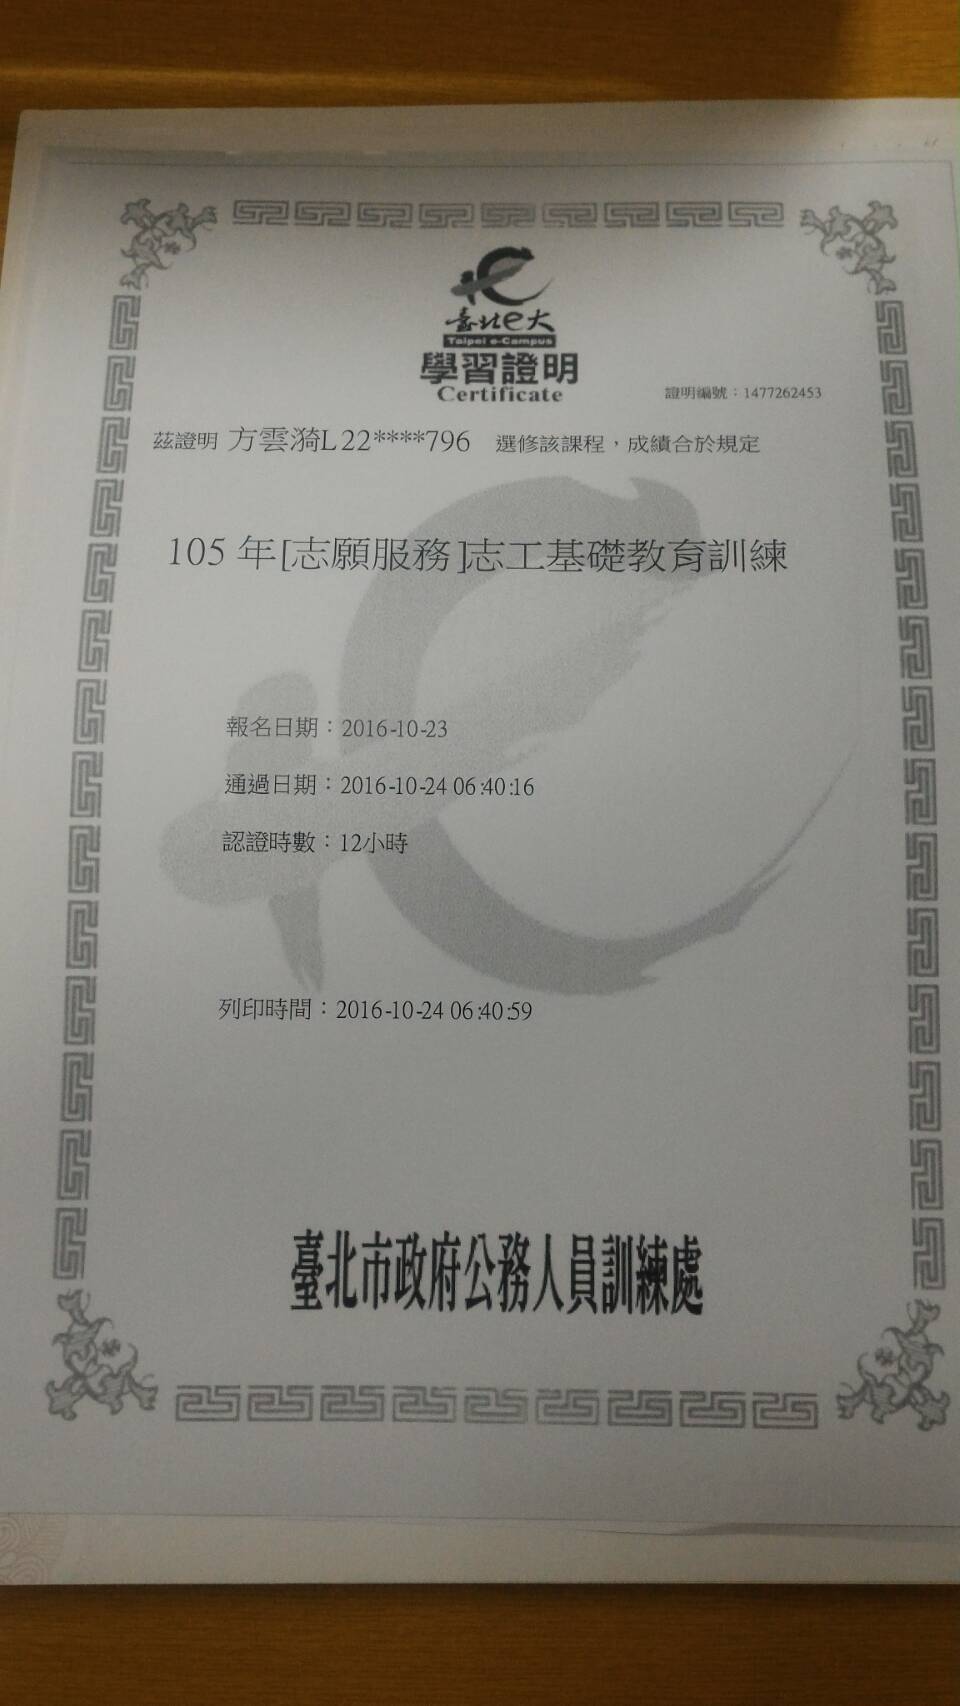 臺北e大
Taipei e-Campus
學習證明
Certificate
證明編號：1477262453
茲證明 方雲漪L22****796 選修該課程，成績合於規定
105 年[志願服務]志工基礎教育訓練
報名日期：2016-10-23
通過日期：2016-10-24 06:40:16
認證時數：12小時
列印時間：2016-10-24 06:40:59
臺北市政府公務人員訓練處